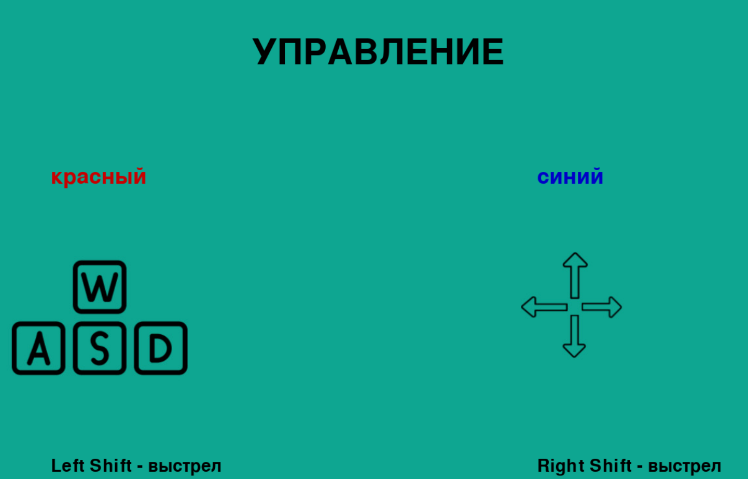 УПРАВЛЕНИЕ
красный
синий
W
A S D
Left Shift - выстрел
Right Shift - выстрел